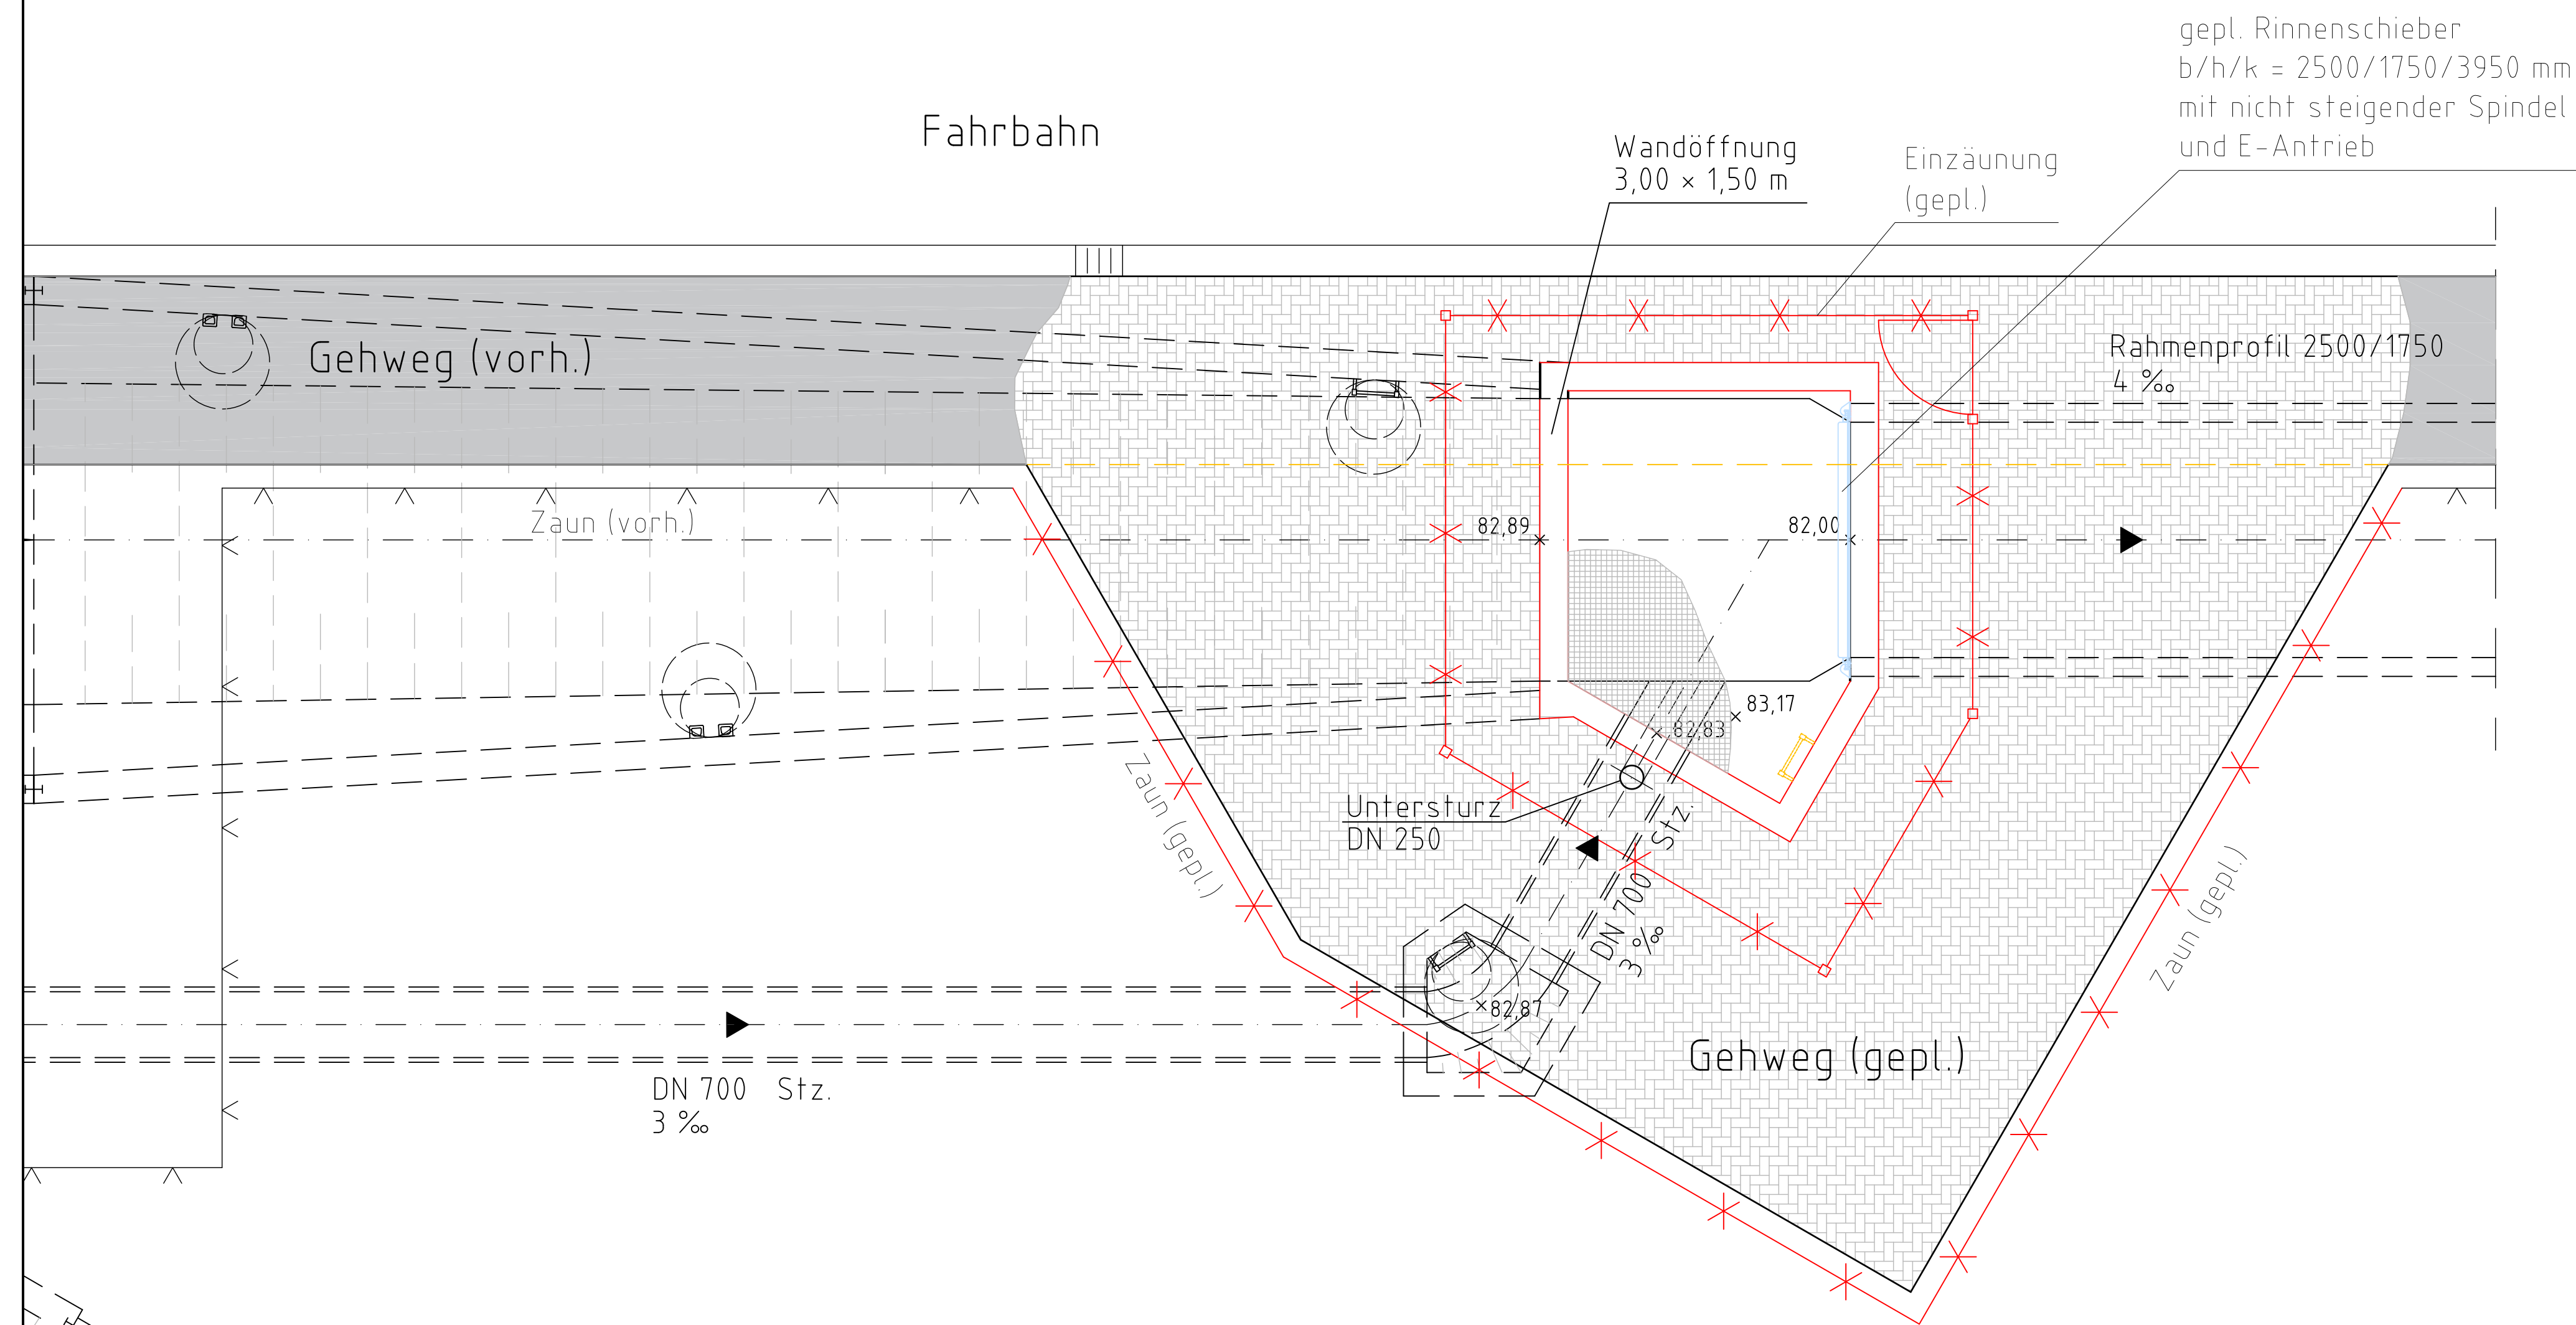 gepl. Rinnenschieber
b/h/k = 2500/1750/3950 mm
mit nicht steigender Spindel
und E-Antrieb
Fahrbahn
Wandöffnung
3,00 × 1,50 m
Einzäunung
(gepl.)
Gehweg (vorh.)
Rahmenprofil 2500/1750
4 ‰
Zaun (vorh.)
82,89
82,00
83,17
82,83
Zaun (gepl.)
Untersturz
DN 250
DN 700 Stz.
3 ‰
Zaun (gepl.)
82,87
Gehweg (gepl.)
DN 700 Stz.
3 ‰